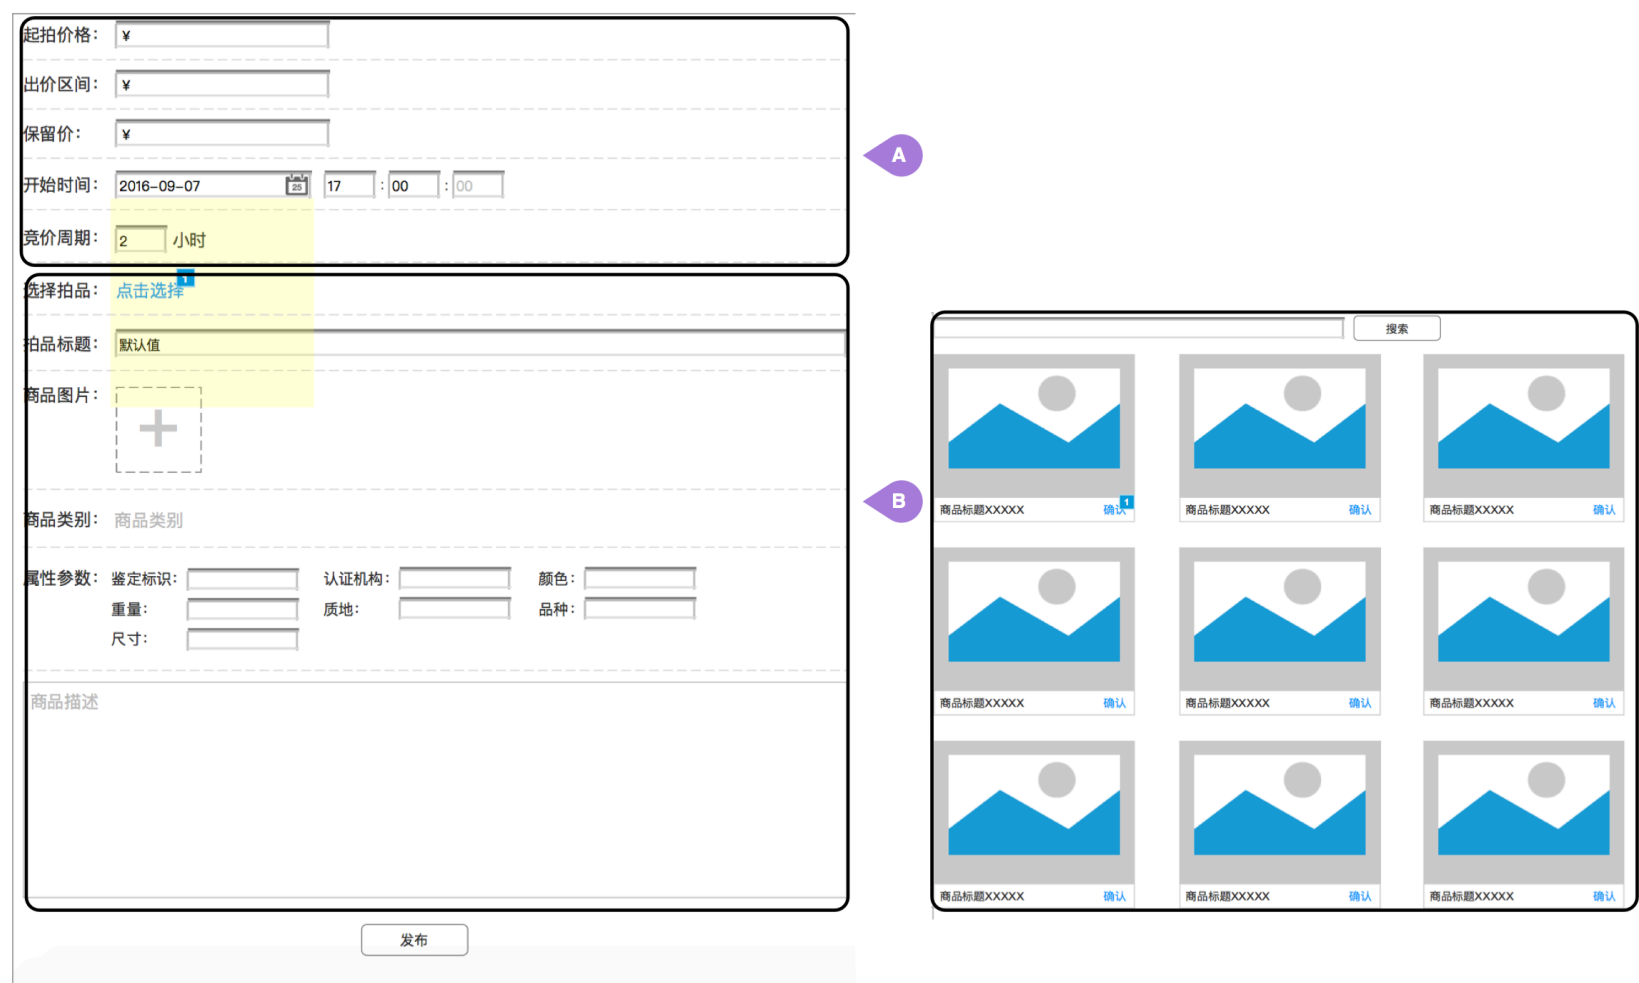 起拍价格： ¥
出价区间： ¥
保留价： ¥
开始时间： 2016-09-07 25 17 : 00 : 00
竞价周期： 2 小时
选择拍品： 点击选择 1
拍品标题： 默认值
商品图片：
商品类别： 商品类别
属性参数： 鉴定标识： 认证机构： 颜色：
重量： 质地： 品种：
尺寸：
商品描述
发布
A
B
搜索
商品标题XXXXX 确认 1 商品标题XXXXX 确认 商品标题XXXXX 确认
商品标题XXXXX 确认 商品标题XXXXX 确认 商品标题XXXXX 确认
商品标题XXXXX 确认 商品标题XXXXX 确认 商品标题XXXXX 确认